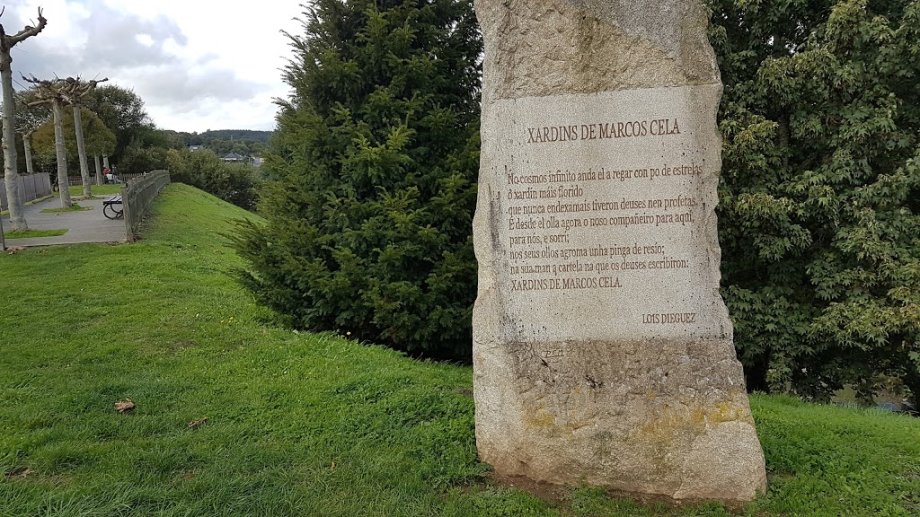 XARDINS DE MARCOS CELA
No cosmos infinito anda el a regar con po de estrelas
o xardín máis florido
que nunca endexamais tiveron deuses nen profetas.
E desde el olla agora o noso compañeiro para aquí,
para nós, e sorrí;
nos seus ollos agroma unha pinga de resio;
na sua man a cartela na que os deuses escribiron:
XARDINS DE MARCOS CELA.
LOIS DIEGUEZ